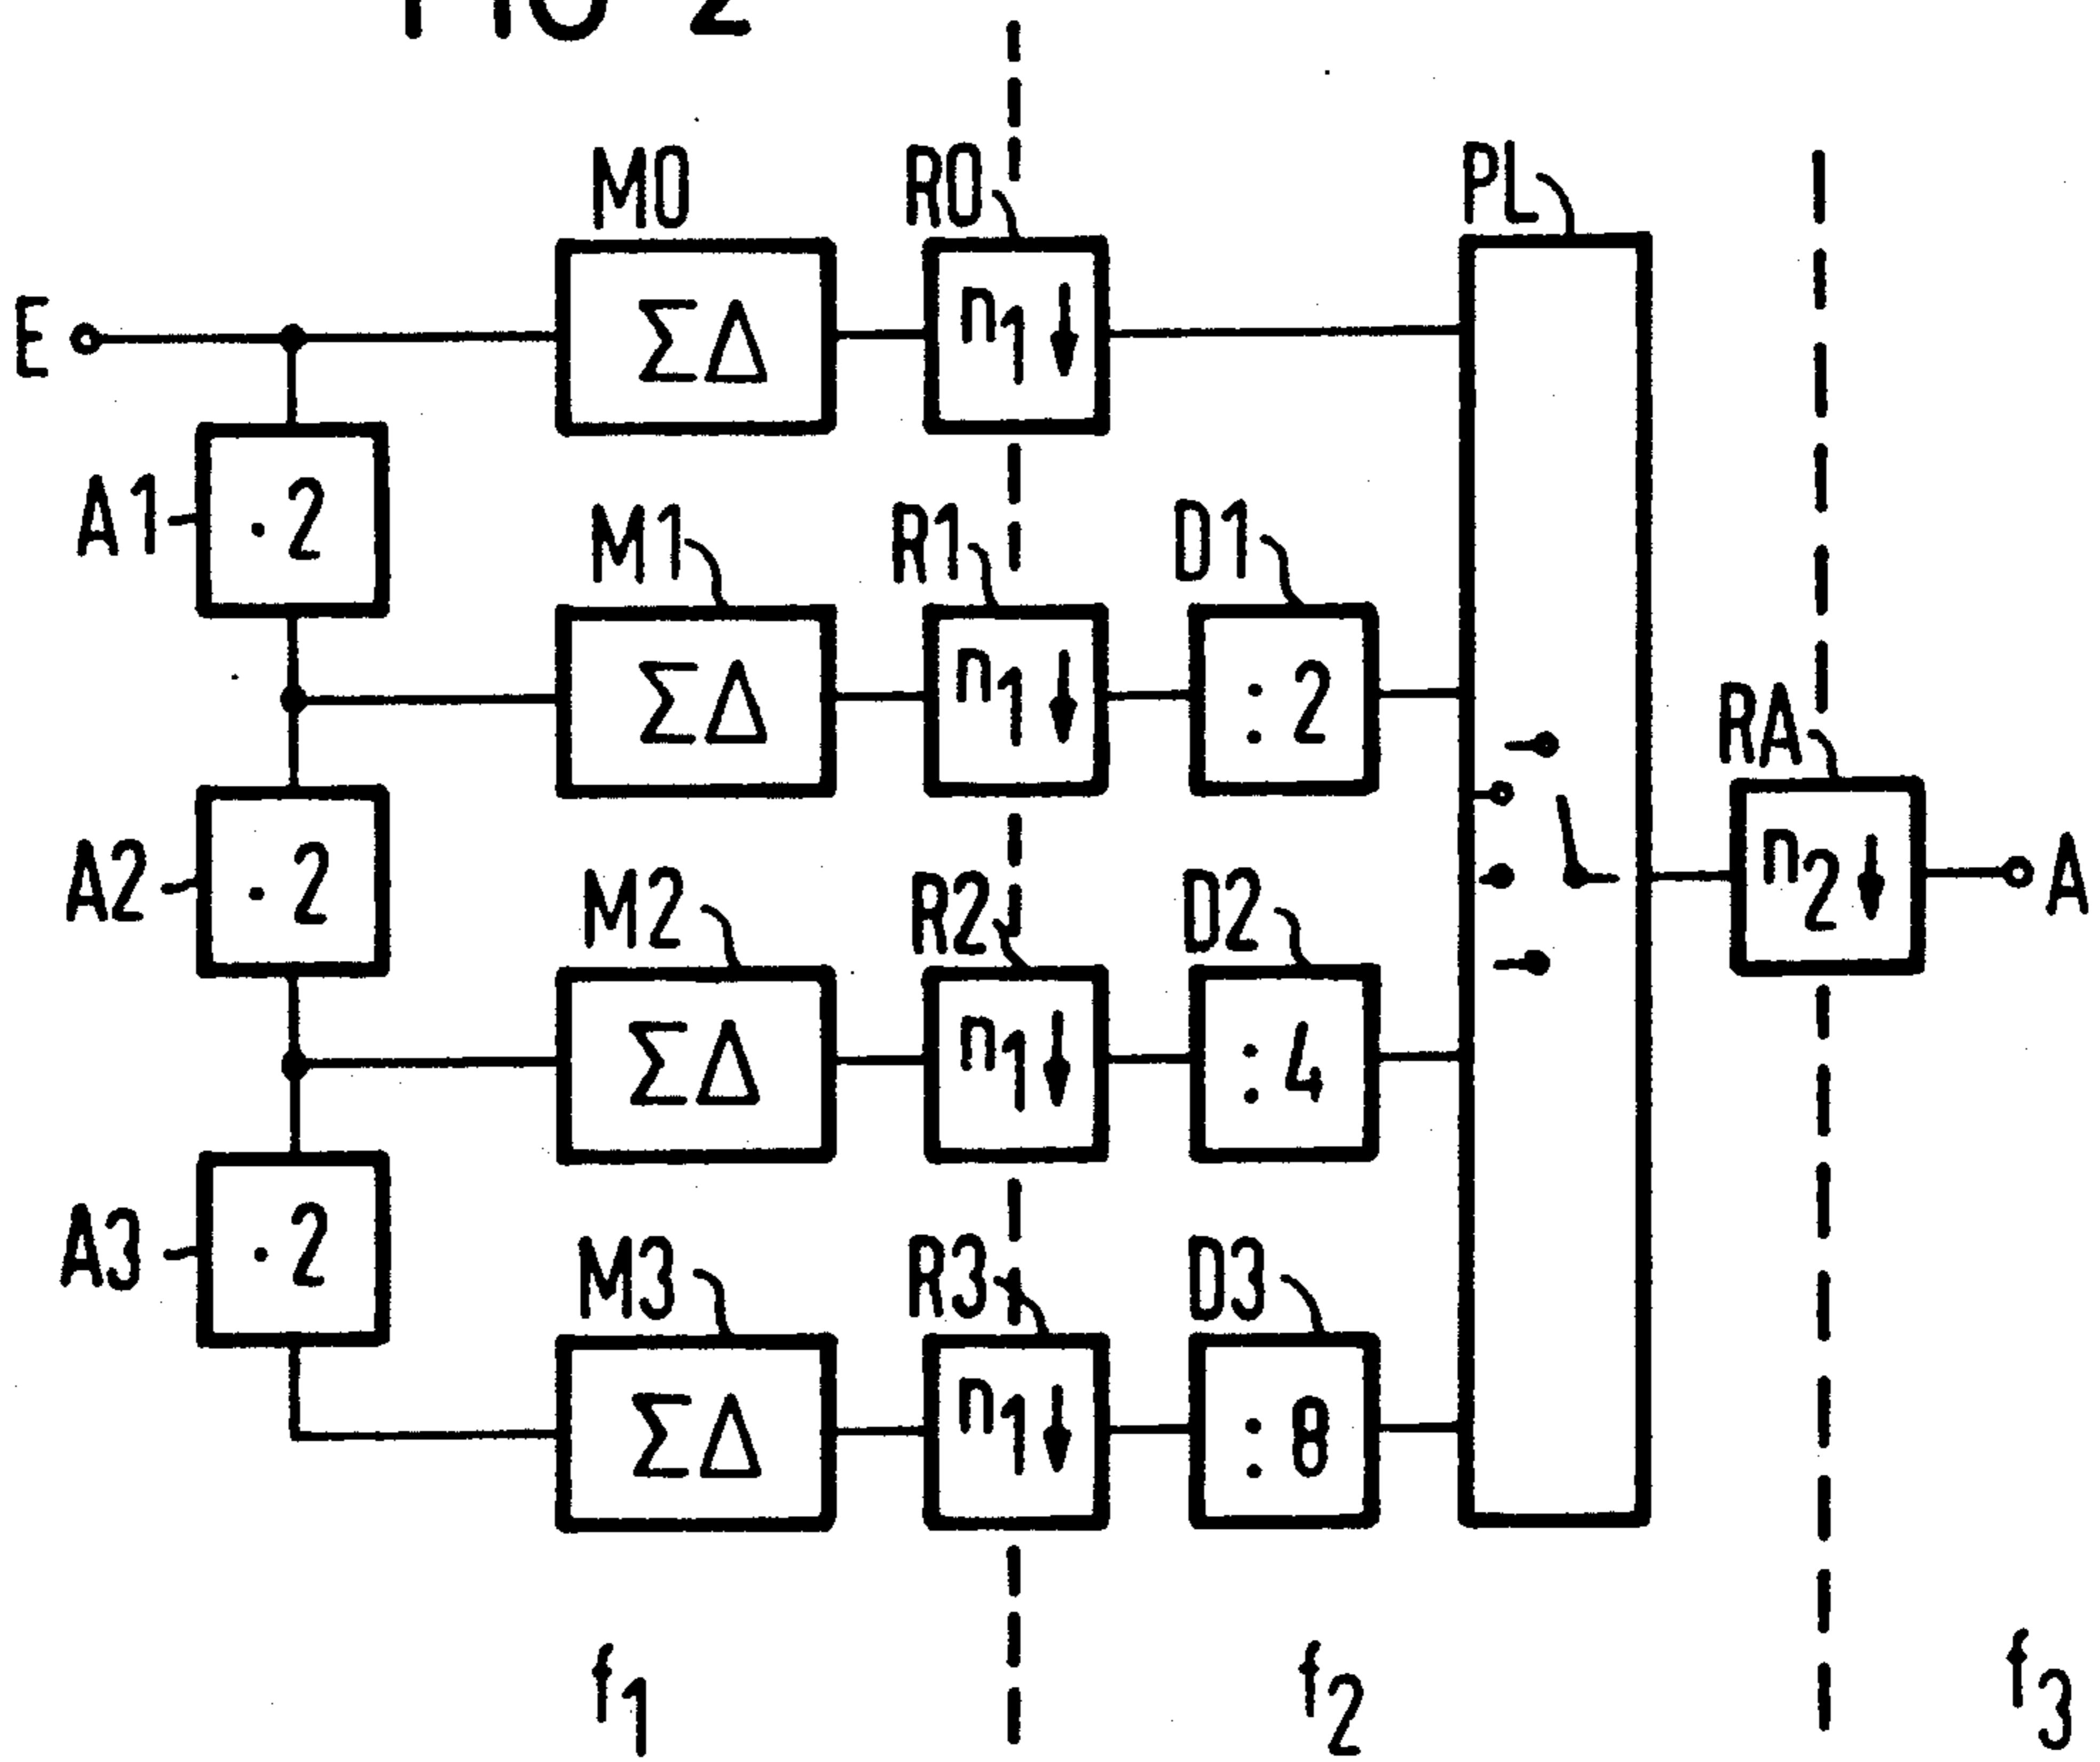 FIG 2
M0 R0 PL
E ΣΔ n1↓
A1 ·2
M1 R1 D1
ΣΔ n1↓ :2
RA
A2 ·2 n2↓ A
M2 R2 D2
ΣΔ n1↓ :4
A3 ·2
M3 R3 D3
ΣΔ n1↓ :8
f1 f2 f3